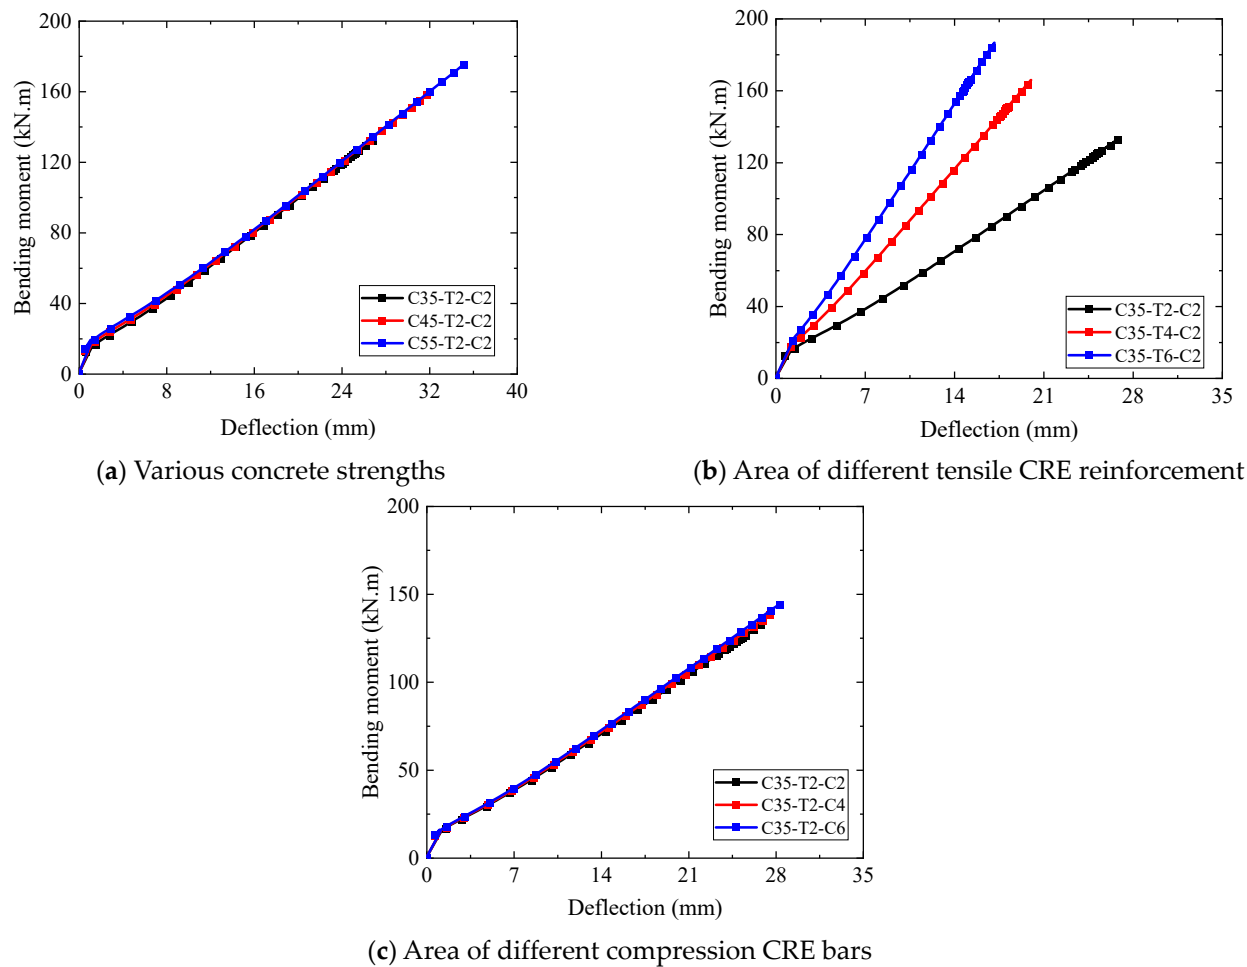 200
160
120
80
40
0
Bending moment (kN.m)
C35-T2-C2
C45-T2-C2
C55-T2-C2
0 8 16 24 32 40
Deflection (mm)
(a) Various concrete strengths
200
160
120
80
40
0
Bending moment (kN.m)
C35-T2-C2
C35-T4-C2
C35-T6-C2
0 7 14 21 28 35
Deflection (mm)
(b) Area of different tensile CRE reinforcement
200
150
100
50
0
Bending moment (kN.m)
C35-T2-C2
C35-T2-C4
C35-T2-C6
0 7 14 21 28 35
Deflection (mm)
(c) Area of different compression CRE bars